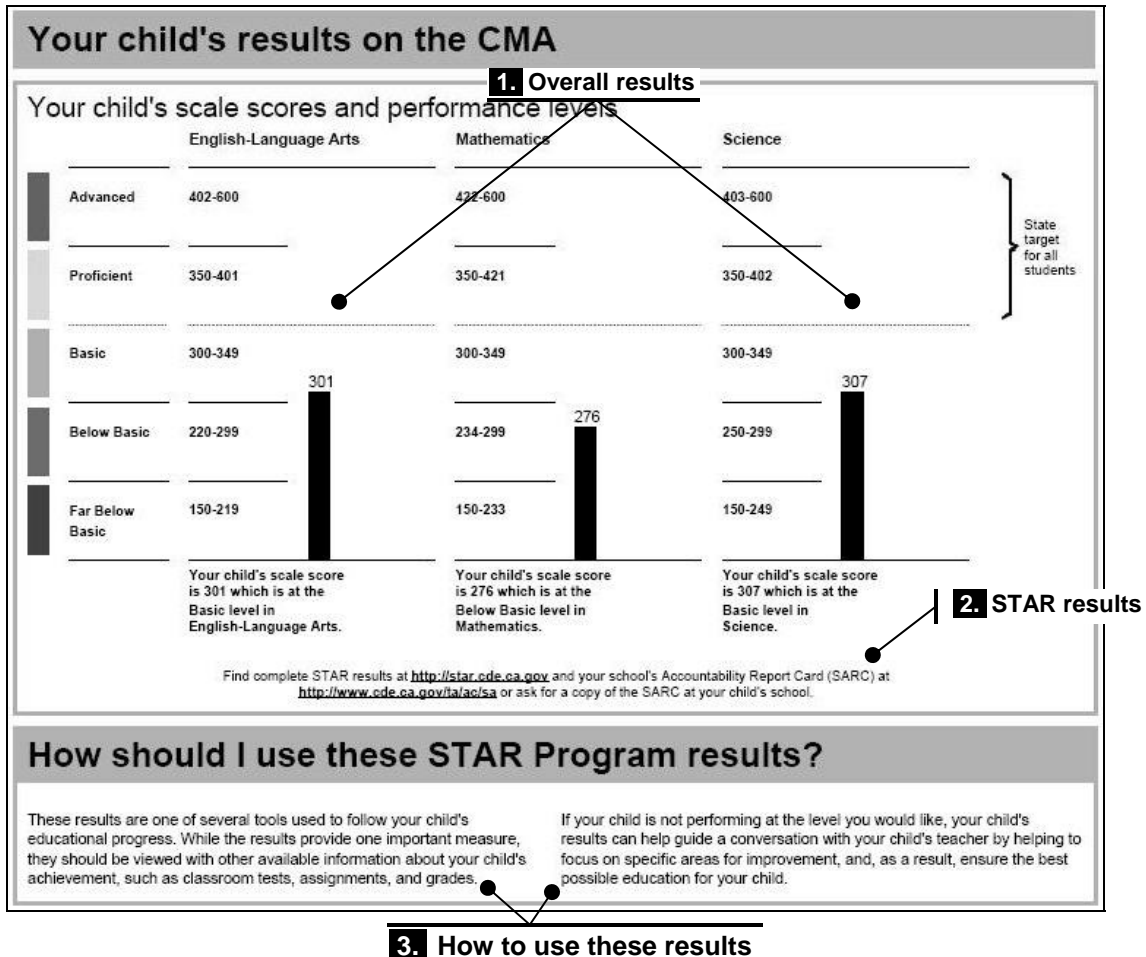 Your child's results on the CMA
1. Overall results
Your child's scale scores and performance levels
English-Language Arts Mathematics Science
Advanced 402-600 422-600 403-600
State
target
for all
students
Proficient 350-401 350-421 350-402
Basic 300-349 300-349 300-349
301 307
276
Below Basic 220-299 234-299 250-299
Far Below
Basic
150-219 150-233 150-249
Your child's scale score
is 301 which is at the
Basic level in
English-Language Arts.
Your child's scale score
is 276 which is at the
Below Basic level in
Mathematics.
Your child's scale score
is 307 which is at the
Basic level in
Science.
2. STAR results
Find complete STAR results at http://star.cde.ca.gov and your school's Accountability Report Card (SARC) at
http://www.cde.ca.gov/ta/ac/sa or ask for a copy of the SARC at your child's school.
How should I use these STAR Program results?
These results are one of several tools used to follow your child's
educational progress. While the results provide one important measure,
they should be viewed with other available information about your child's
achievement, such as classroom tests, assignments, and grades.
If your child is not performing at the level you would like, your child's
results can help guide a conversation with your child's teacher by helping to
focus on specific areas for improvement, and, as a result, ensure the best
possible education for your child.
3. How to use these results